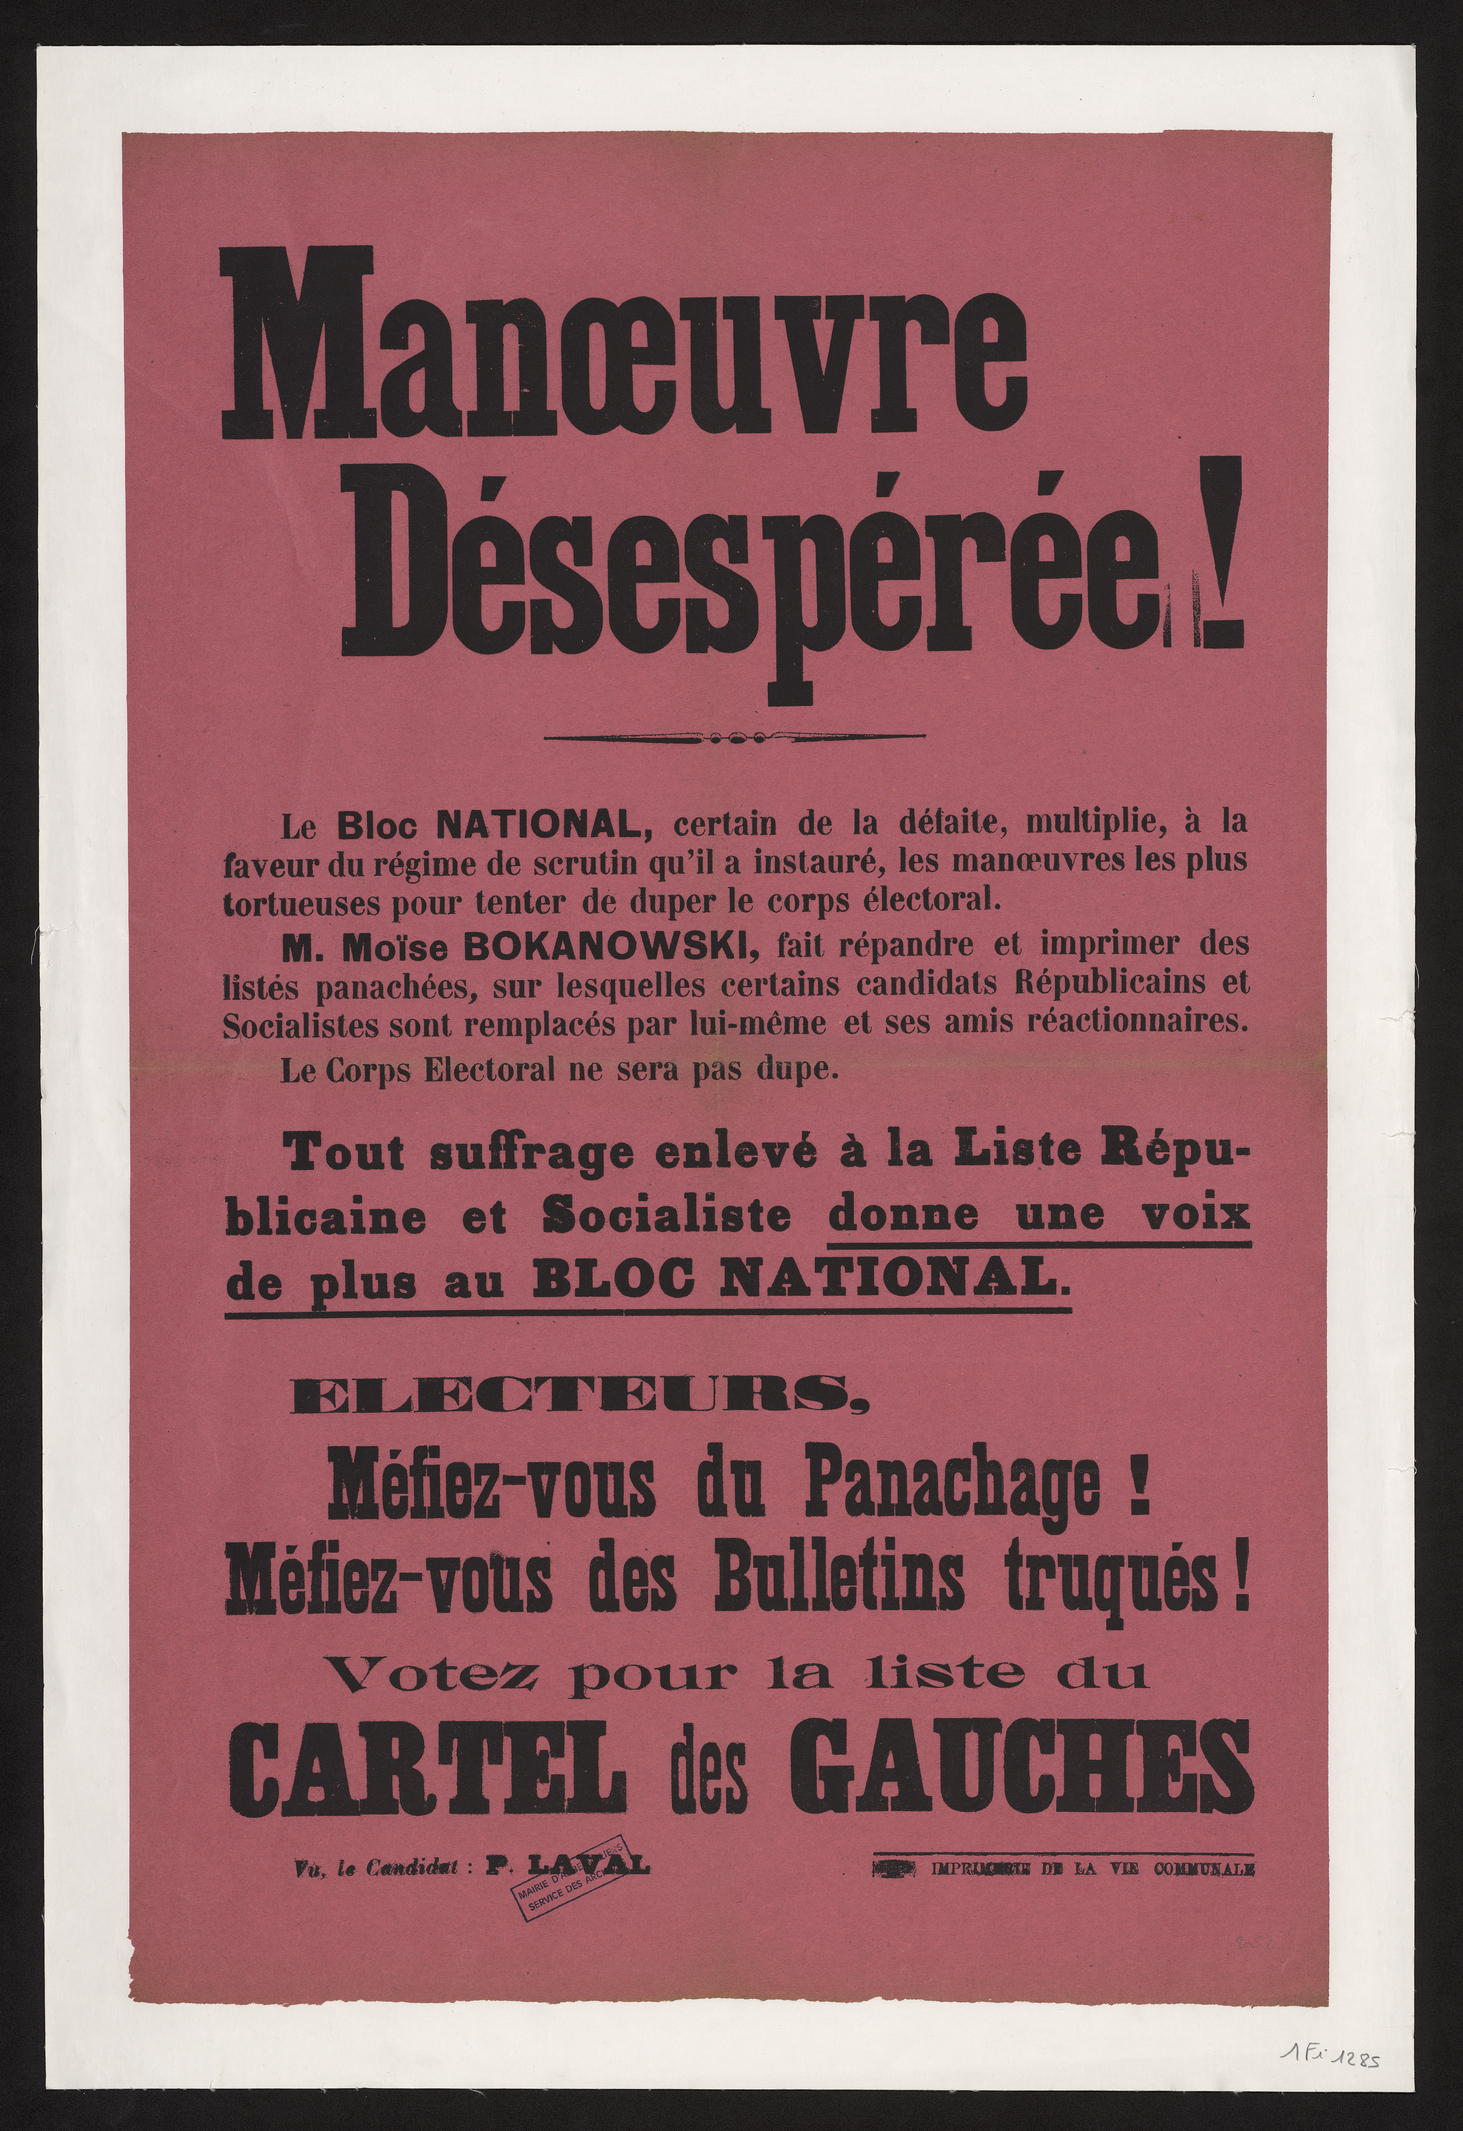 Manœuvre
Désespérée !
Le Bloc NATIONAL, certain de la défaite, multiplie, à la
faveur du régime de scrutin qu'il a instauré, les manœuvres les plus
tortueuses pour tenter de duper le corps électoral.
M. Moïse BOKANOWSKI, fait répandre et imprimer des
listés panachées, sur lesquelles certains candidats Républicains et
Socialistes sont remplacés par lui-même et ses amis réactionnaires.
Le Corps Electoral ne sera pas dupe.
Tout suffrage enlevé à la Liste Répu-
blicaine et Socialiste donne une voix
de plus au BLOC NATIONAL.
ELECTEURS,
Méfiez-vous du Panachage !
Méfiez-vous des Bulletins truqués !
Votez pour la liste du
CARTEL des GAUCHES
Vu, le Candidat : P. LAVAL
MAIRIE
SERVICE DES
IMPRIMERIE DE LA VIE COMMUNALE
1 Fi 1285